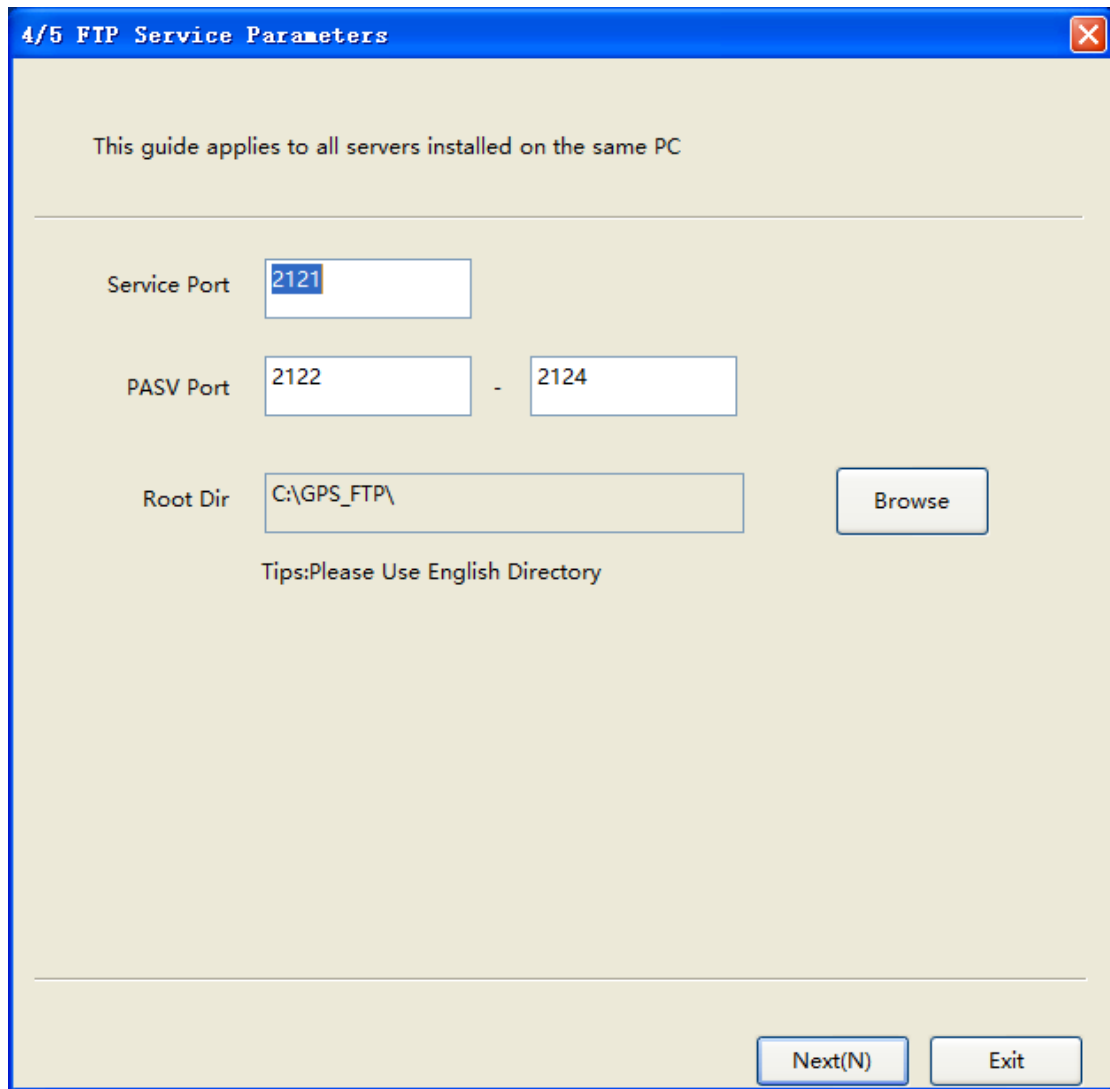 4/5 FTP Service Parameters
This guide applies to all servers installed on the same PC
Service Port 2121
PASV Port 2122 - 2124
Root Dir C:\GPS_FTP\ Browse
Tips:Please Use English Directory
Next(N) Exit